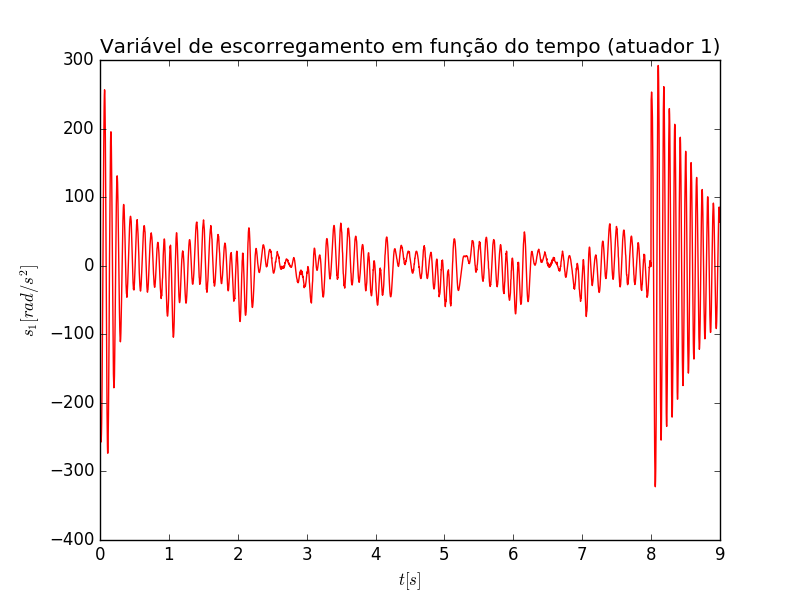 Variável de escorregamento em função do tempo (atuador 1)
300
200
100
0
−100
−200
−300
−400
s₁[rad/s²]
0 1 2 3 4 5 6 7 8 9
t[s]